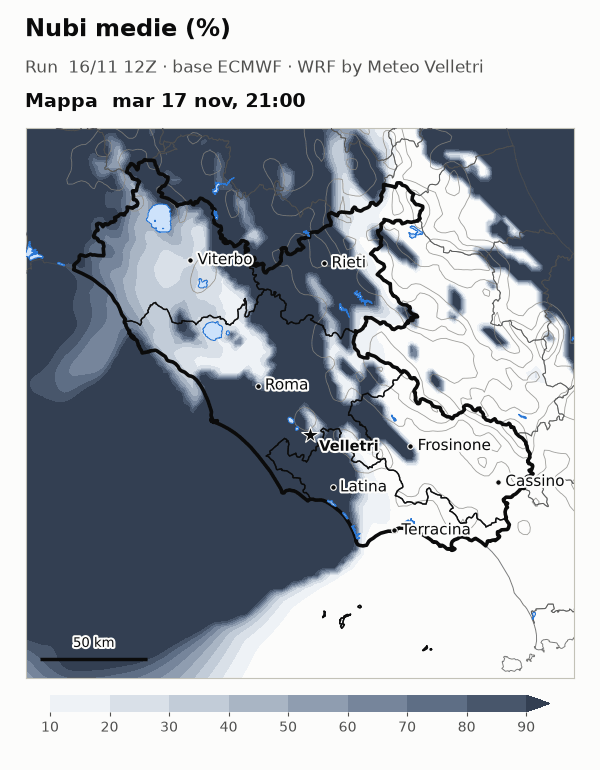 Nubi medie (%)
Run 16/11 12Z · base ECMWF · WRF by Meteo Velletri
Mappa mar 17 nov, 21:00
Viterbo
Rieti
Roma
Velletri
Frosinone
Cassino
Latina
Terracina
50 km
10 20 30 40 50 60 70 80 90